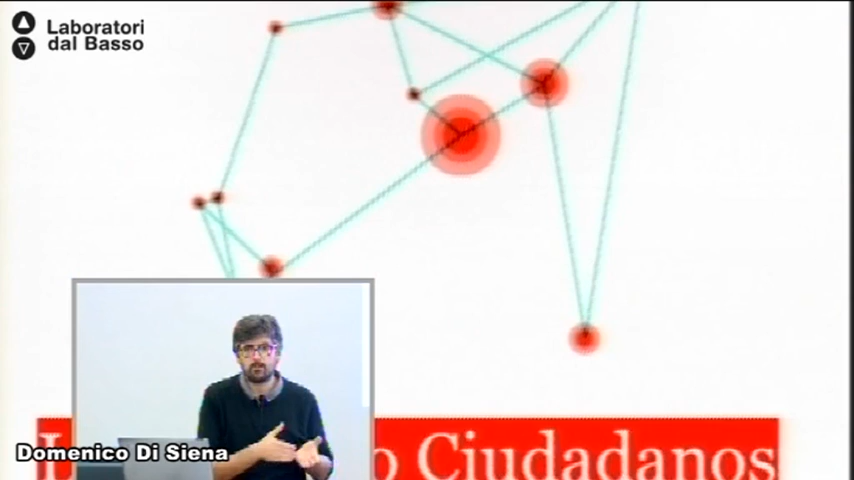 Laboratori
dal Basso
Ciudadanos
Domenico Di Siena